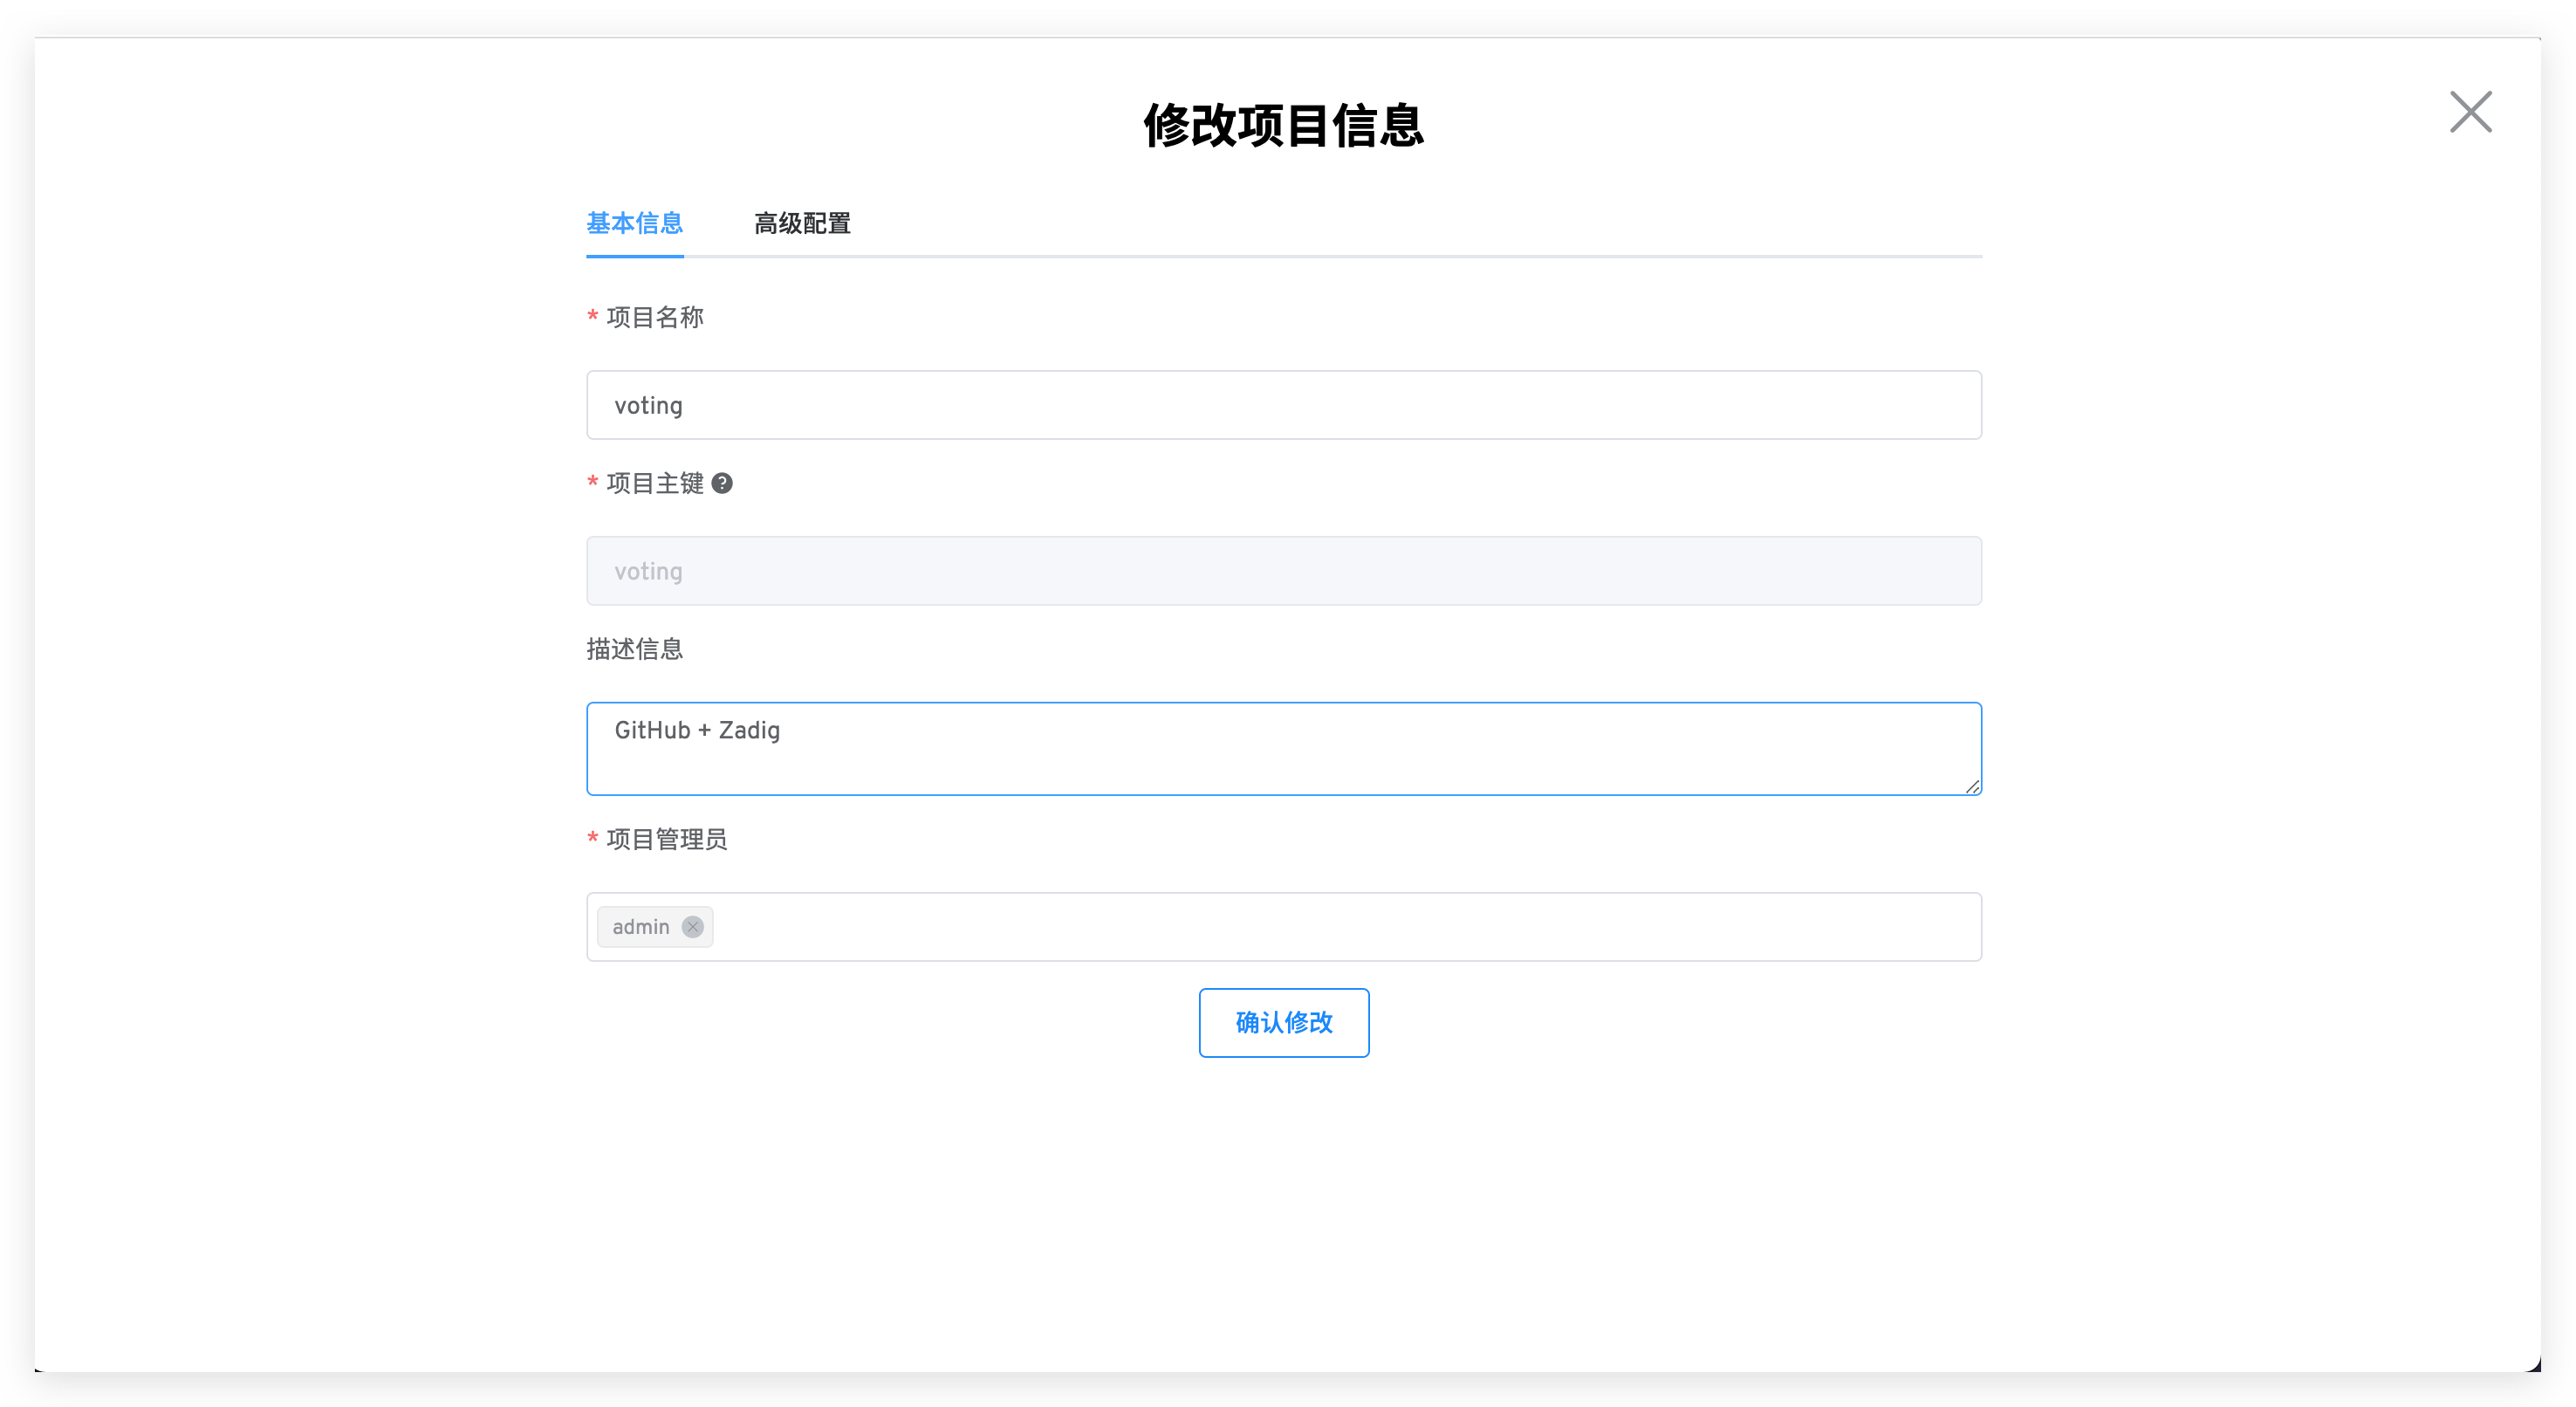 修改项目信息
基本信息 高级配置
* 项目名称
voting
* 项目主键 ?
voting
描述信息
GitHub + Zadig
* 项目管理员
admin
确认修改